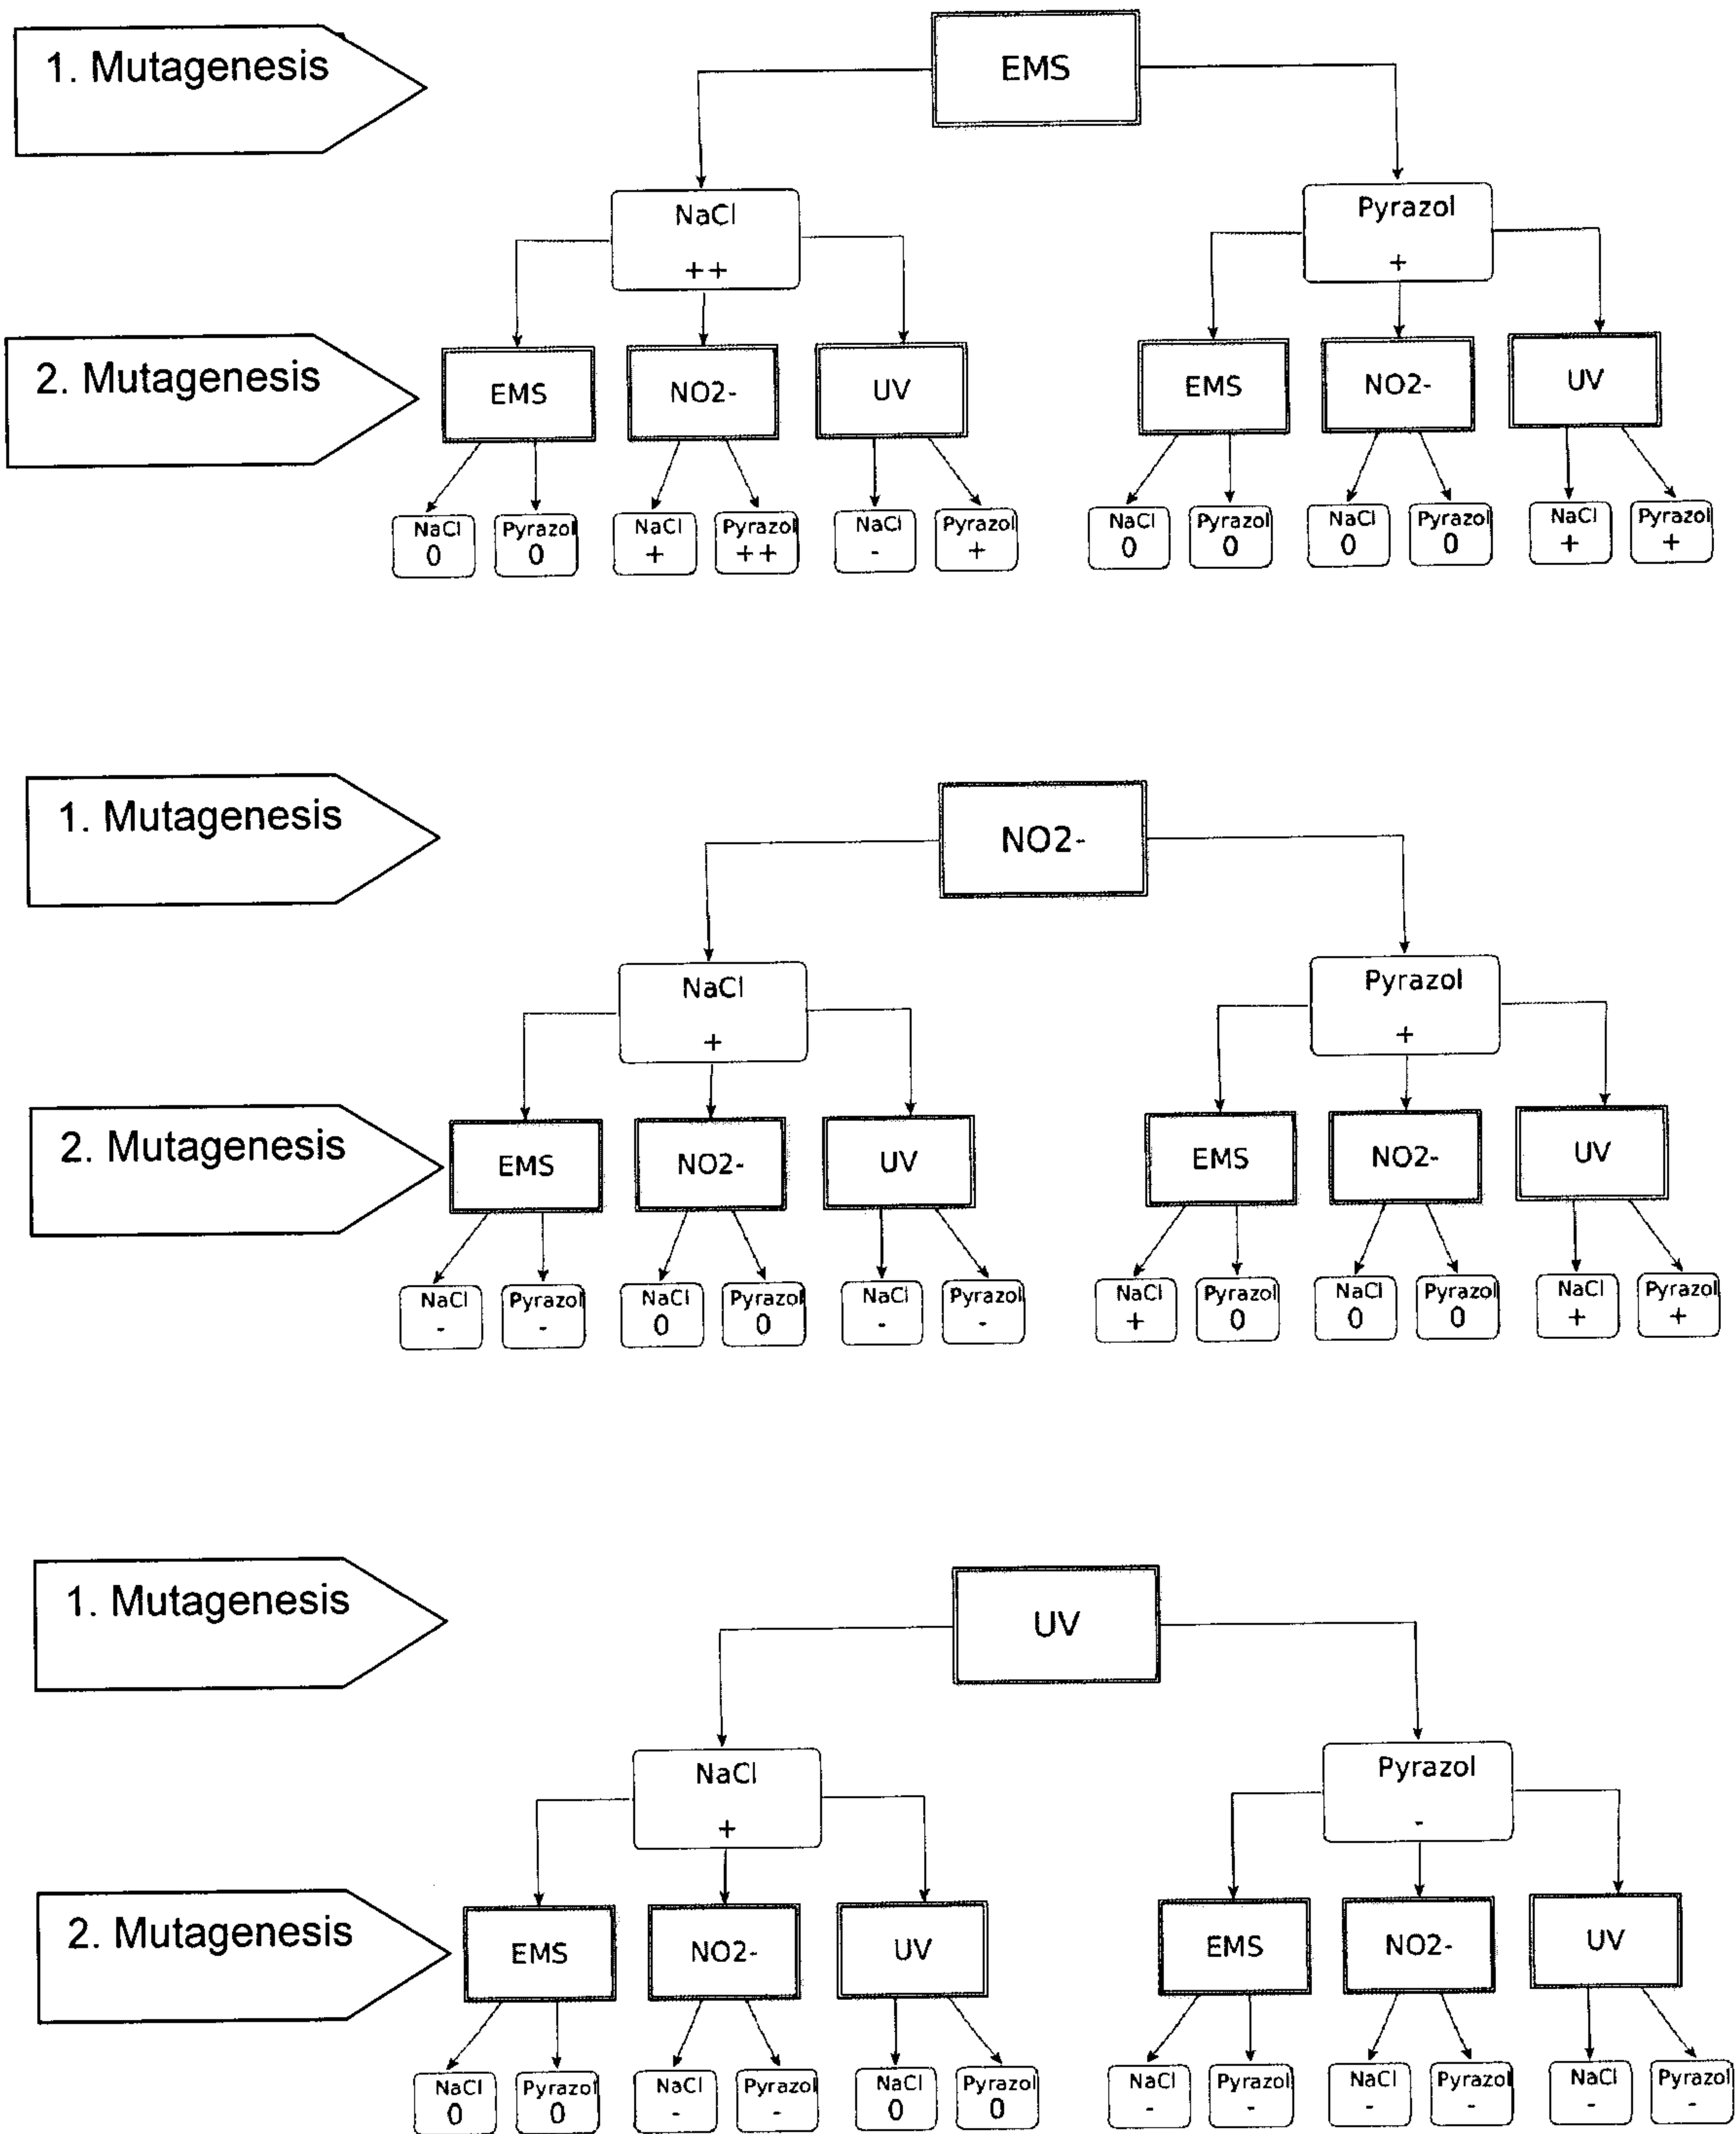 1. Mutagenesis
EMS
NaCl
++
Pyrazol
+
2. Mutagenesis
EMS
NO2-
UV
EMS
NO2-
UV
NaCl
0
Pyrazol
0
NaCl
+
Pyrazol
++
NaCl
-
Pyrazol
+
NaCl
0
Pyrazol
0
NaCl
0
Pyrazol
0
NaCl
+
Pyrazol
+
1. Mutagenesis
NO2-
NaCl
+
Pyrazol
+
2. Mutagenesis
EMS
NO2-
UV
EMS
NO2-
UV
NaCl
-
Pyrazol
-
NaCl
0
Pyrazol
0
NaCl
-
Pyrazol
-
NaCl
+
Pyrazol
0
NaCl
0
Pyrazol
0
NaCl
+
Pyrazol
+
1. Mutagenesis
UV
NaCl
+
Pyrazol
-
2. Mutagenesis
EMS
NO2-
UV
EMS
NO2-
UV
NaCl
0
Pyrazol
0
NaCl
-
Pyrazol
-
NaCl
0
Pyrazol
0
NaCl
-
Pyrazol
-
NaCl
-
Pyrazol
-
NaCl
-
Pyrazol
-